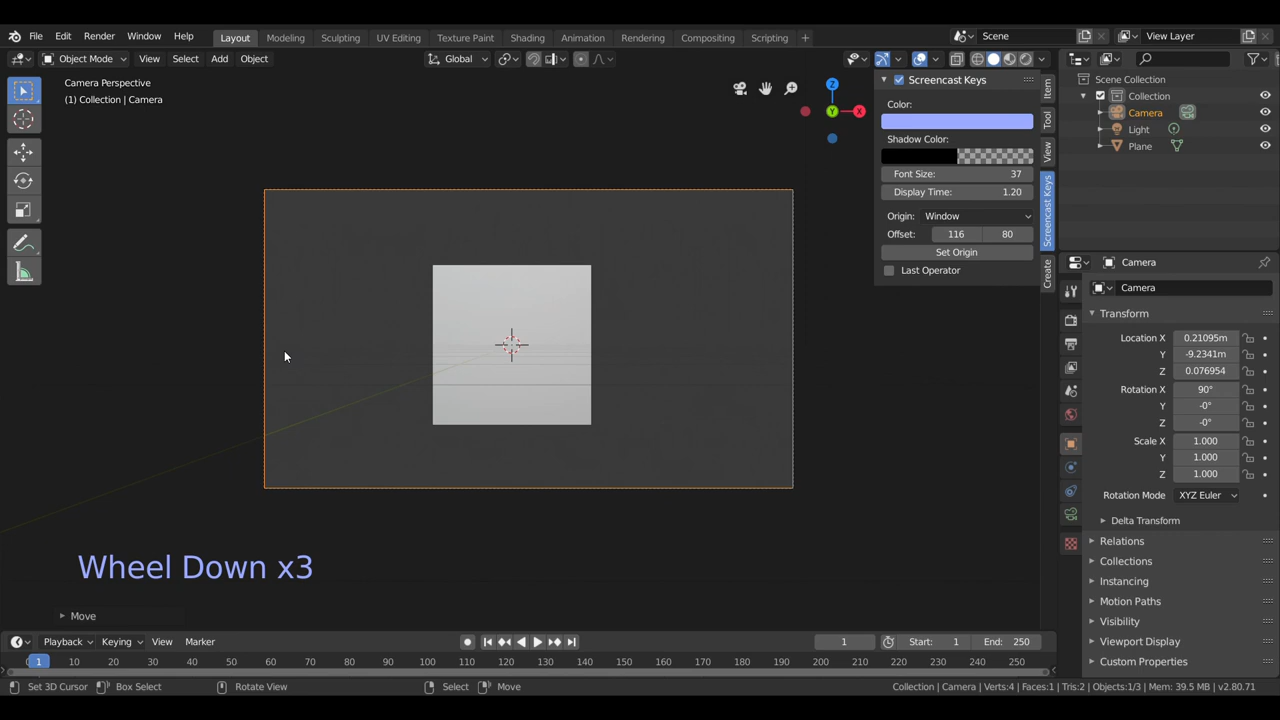 File Edit Render Window Help Layout Modeling Sculpting UV Editing Texture Paint Shading Animation Rendering Compositing Scripting + Scene View Layer
Object Mode View Select Add Object Global
Camera Perspective
(1) Collection | Camera
Z
Y
X
Screencast Keys
Color:
Shadow Color:
Font Size: 37
Display Time: 1.20
Origin: Window
Offset: 116 80
Set Origin
Last Operator
Item
Tool
View
Screencast Keys
Create
Scene Collection
Collection
Camera
Light
Plane
Camera
Camera
Transform
Location X 0.21095m
Y -9.2341m
Z 0.076954
Rotation X 90°
Y -0°
Z -0°
Scale X 1.000
Y 1.000
Z 1.000
Rotation Mode XYZ Euler
Delta Transform
Relations
Collections
Instancing
Motion Paths
Visibility
Viewport Display
Custom Properties
Wheel Down x3
Move
Playback Keying View Marker 1 Start: 1 End: 250
1 10 20 30 40 50 60 70 80 90 100 110 120 130 140 150 160 170 180 190 200 210 220 230 240 250
Set 3D Cursor Box Select Rotate View Select Move Collection | Camera | Verts:4 | Faces:1 | Tris:2 | Objects:1/3 | Mem: 39.5 MB | v2.80.71